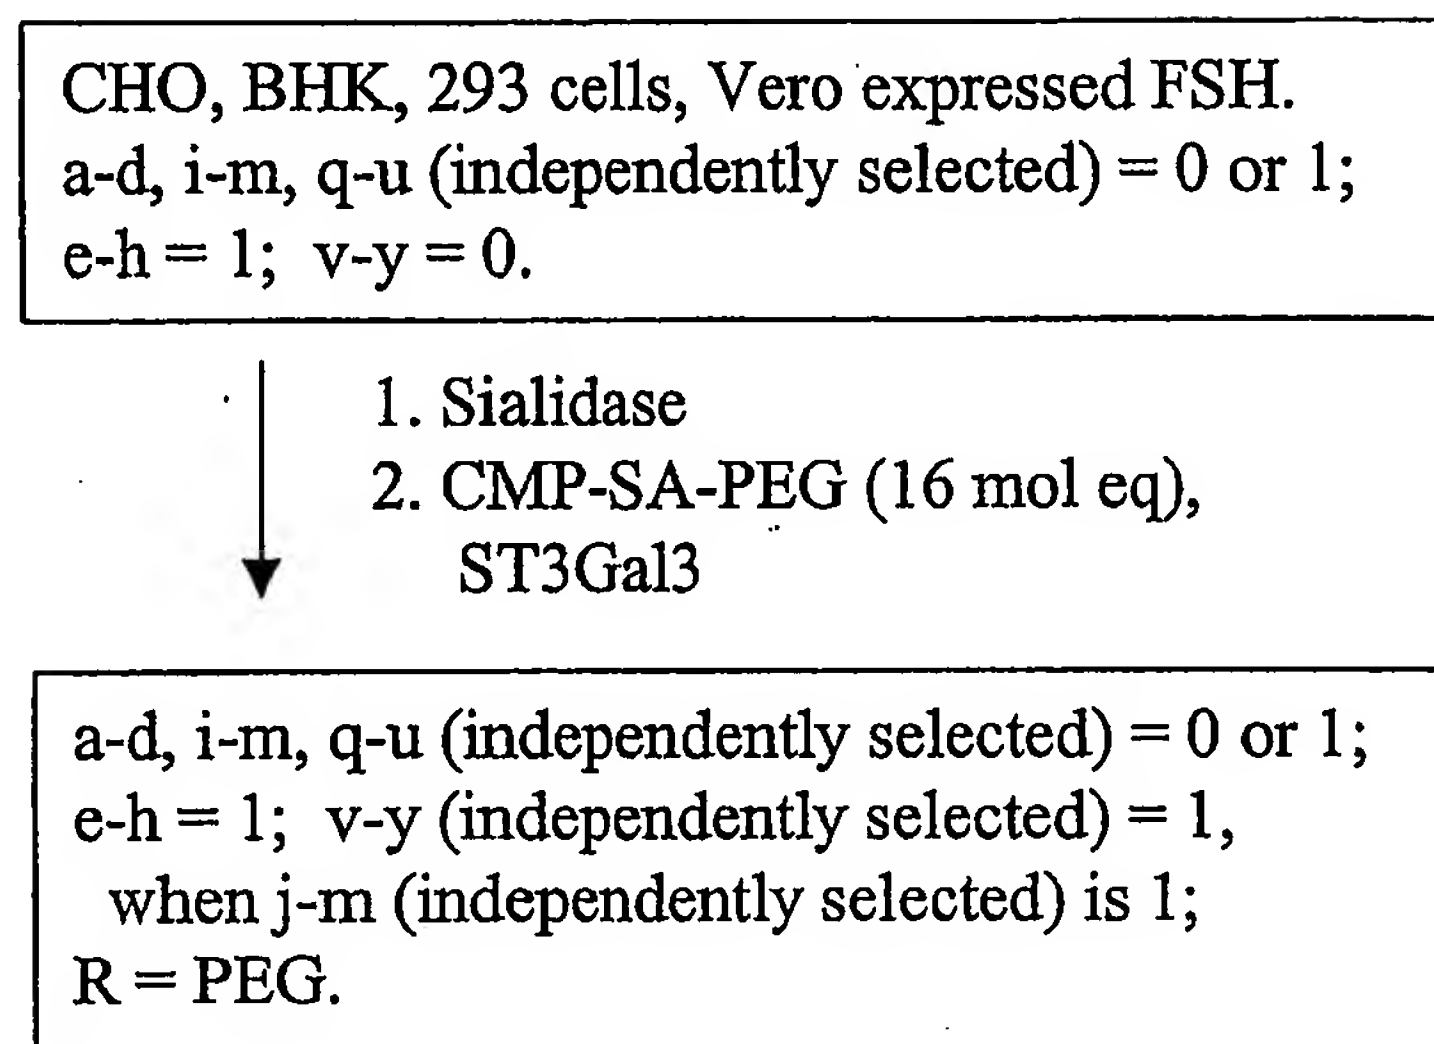 CHO, BHK, 293 cells, Vero expressed FSH.
a-d, i-m, q-u (independently selected) = 0 or 1;
e-h = 1; v-y = 0.
1. Sialidase
2. CMP-SA-PEG (16 mol eq),
ST3Gal3
a-d, i-m, q-u (independently selected) = 0 or 1;
e-h = 1; v-y (independently selected) = 1,
when j-m (independently selected) is 1;
R = PEG.